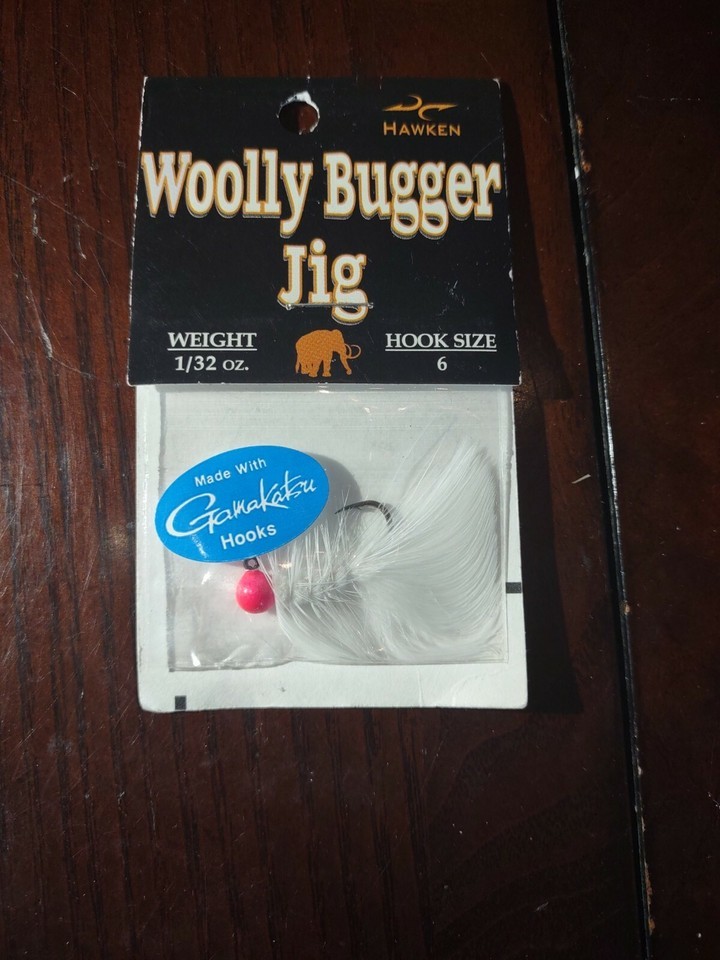 HAWKEN
Woolly Bugger
Jig
WEIGHT
1/32 OZ.
HOOK SIZE
6
Made With
Gamakatsu
Hooks